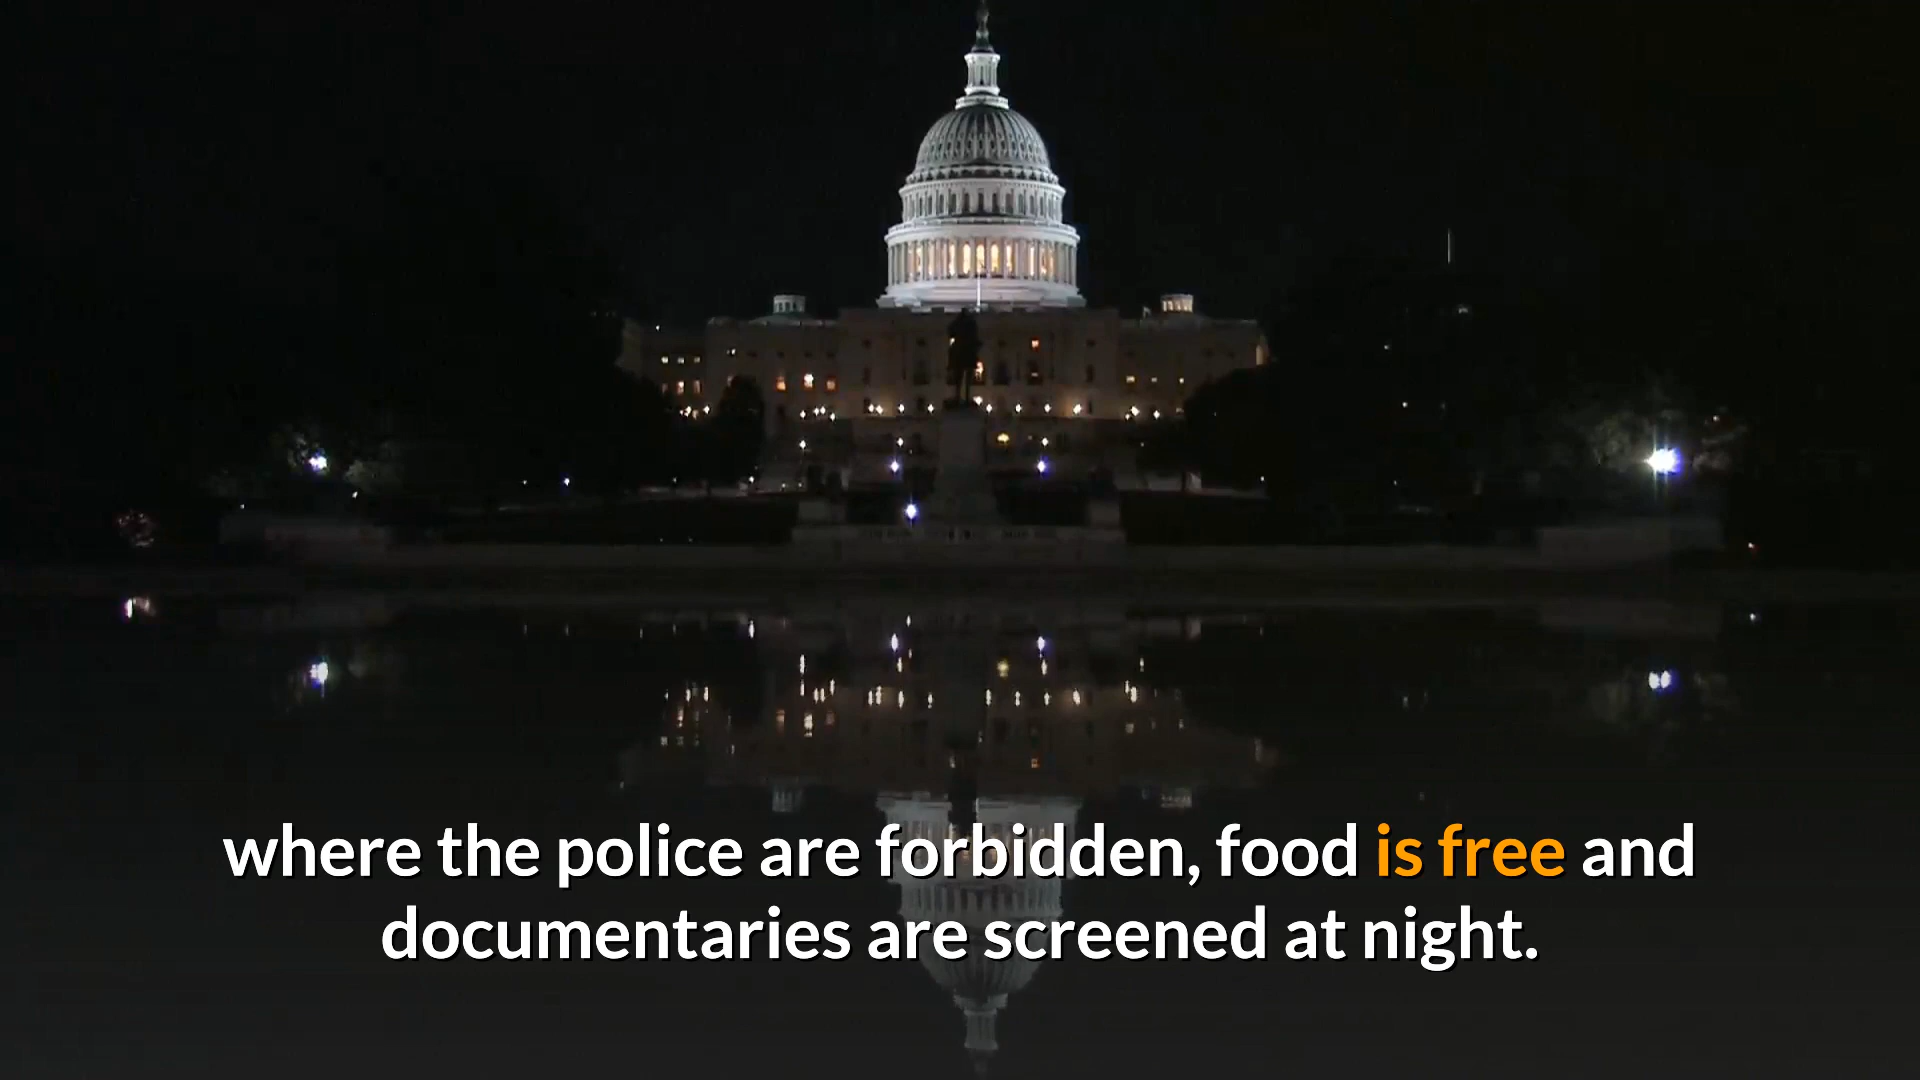 where the police are forbidden, food is free and
documentaries are screened at night.